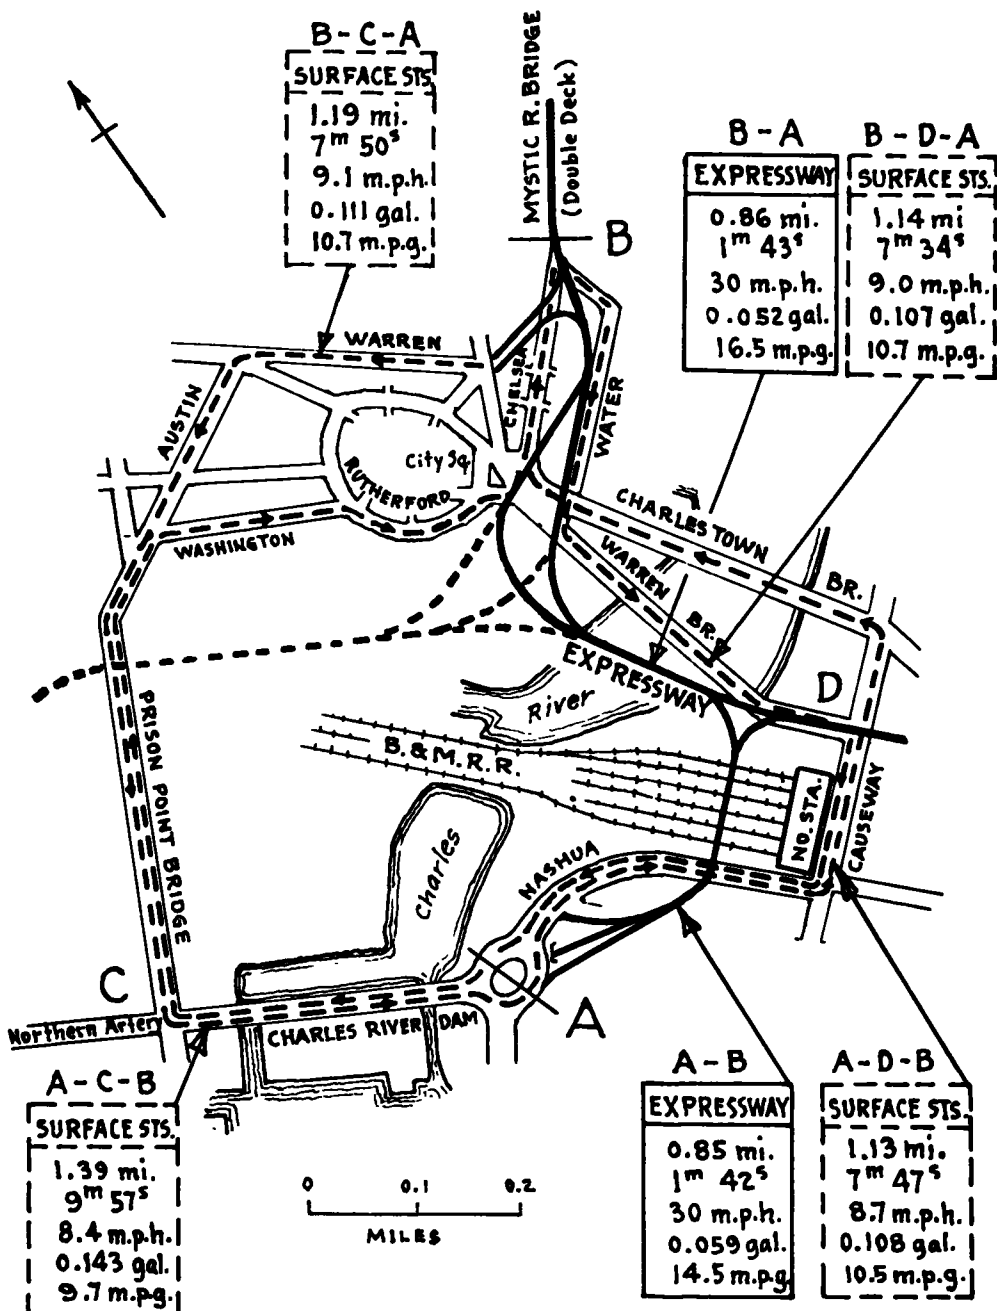 B-C-A
SURFACE STS.
1.19 mi.
7m 50s
9.1 m.p.h.
0.111 gal.
10.7 m.p.g.
MYSTIC R. BRIDGE
(Double Deck)
B
B-A
EXPRESSWAY
0.86 mi.
1m 43s
30 m.p.h.
0.052 gal.
16.5 m.p.g.
B-D-A
SURFACE STS.
1.14 mi
7m 34s
9.0 m.p.h.
0.107 gal.
10.7 m.p.g.
WARREN
CHELSEA
WATER
AUSTIN
City Sq.
RUTHERFORD
WASHINGTON
CHARLESTOWN
BR.
WARREN
BR.
EXPRESSWAY
River
D
PRISON POINT BRIDGE
B. & M. R. R.
NO. STA.
CAUSEWAY
Charles
NASHUA
C
A
Northern Artery
CHARLES RIVER DAM
A-C-B
SURFACE STS.
1.39 mi.
9m 57s
8.4 m.p.h.
0.143 gal.
9.7 m.p.g.
0 0.1 0.2
MILES
A-B
EXPRESSWAY
0.85 mi.
1m 42s
30 m.p.h.
0.059 gal.
14.5 m.p.g.
A-D-B
SURFACE STS.
1.13 mi.
7m 47s
8.7 m.p.h.
0.108 gal.
10.5 m.p.g.